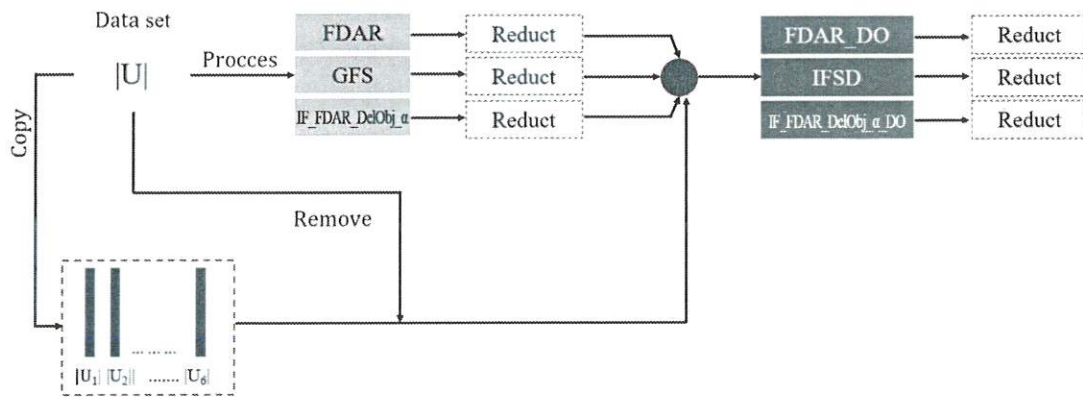 Data set
|U|
Copy
Procces
Remove
FDAR
GFS
IF_FDAR_DelObj_α
Reduct
Reduct
Reduct
FDAR_DO
IFSD
IF_FDAR_DelObj_α_DO
Reduct
Reduct
Reduct
... ... ...
|U₁| |U₂|| ....... |U₆|